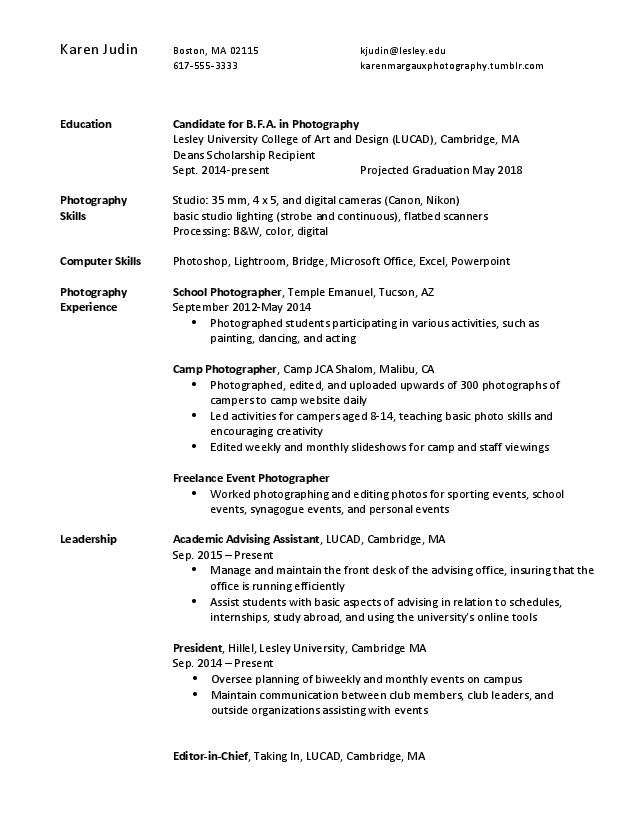 Karen Judin Boston, MA 02115 kjudin@lesley.edu
617-555-3333 karenmargauxphotography.tumblr.com
Education Candidate for B.F.A. in Photography
Lesley University College of Art and Design (LUCAD), Cambridge, MA
Deans Scholarship Recipient
Sept. 2014-present Projected Graduation May 2018
Photography Studio: 35 mm, 4 x 5, and digital cameras (Canon, Nikon)
Skills basic studio lighting (strobe and continuous), flatbed scanners
Processing: B&W, color, digital
Computer Skills Photoshop, Lightroom, Bridge, Microsoft Office, Excel, Powerpoint
Photography School Photographer, Temple Emanuel, Tucson, AZ
Experience September 2012-May 2014
• Photographed students participating in various activities, such as
painting, dancing, and acting
Camp Photographer, Camp JCA Shalom, Malibu, CA
• Photographed, edited, and uploaded upwards of 300 photographs of
campers to camp website daily
• Led activities for campers aged 8-14, teaching basic photo skills and
encouraging creativity
• Edited weekly and monthly slideshows for camp and staff viewings
Freelance Event Photographer
• Worked photographing and editing photos for sporting events, school
events, synagogue events, and personal events
Leadership Academic Advising Assistant, LUCAD, Cambridge, MA
Sep. 2015 – Present
• Manage and maintain the front desk of the advising office, insuring that the
office is running efficiently
• Assist students with basic aspects of advising in relation to schedules,
internships, study abroad, and using the university's online tools
President, Hillel, Lesley University, Cambridge MA
Sep. 2014 – Present
• Oversee planning of biweekly and monthly events on campus
• Maintain communication between club members, club leaders, and
outside organizations assisting with events
Editor-in-Chief, Taking In, LUCAD, Cambridge, MA